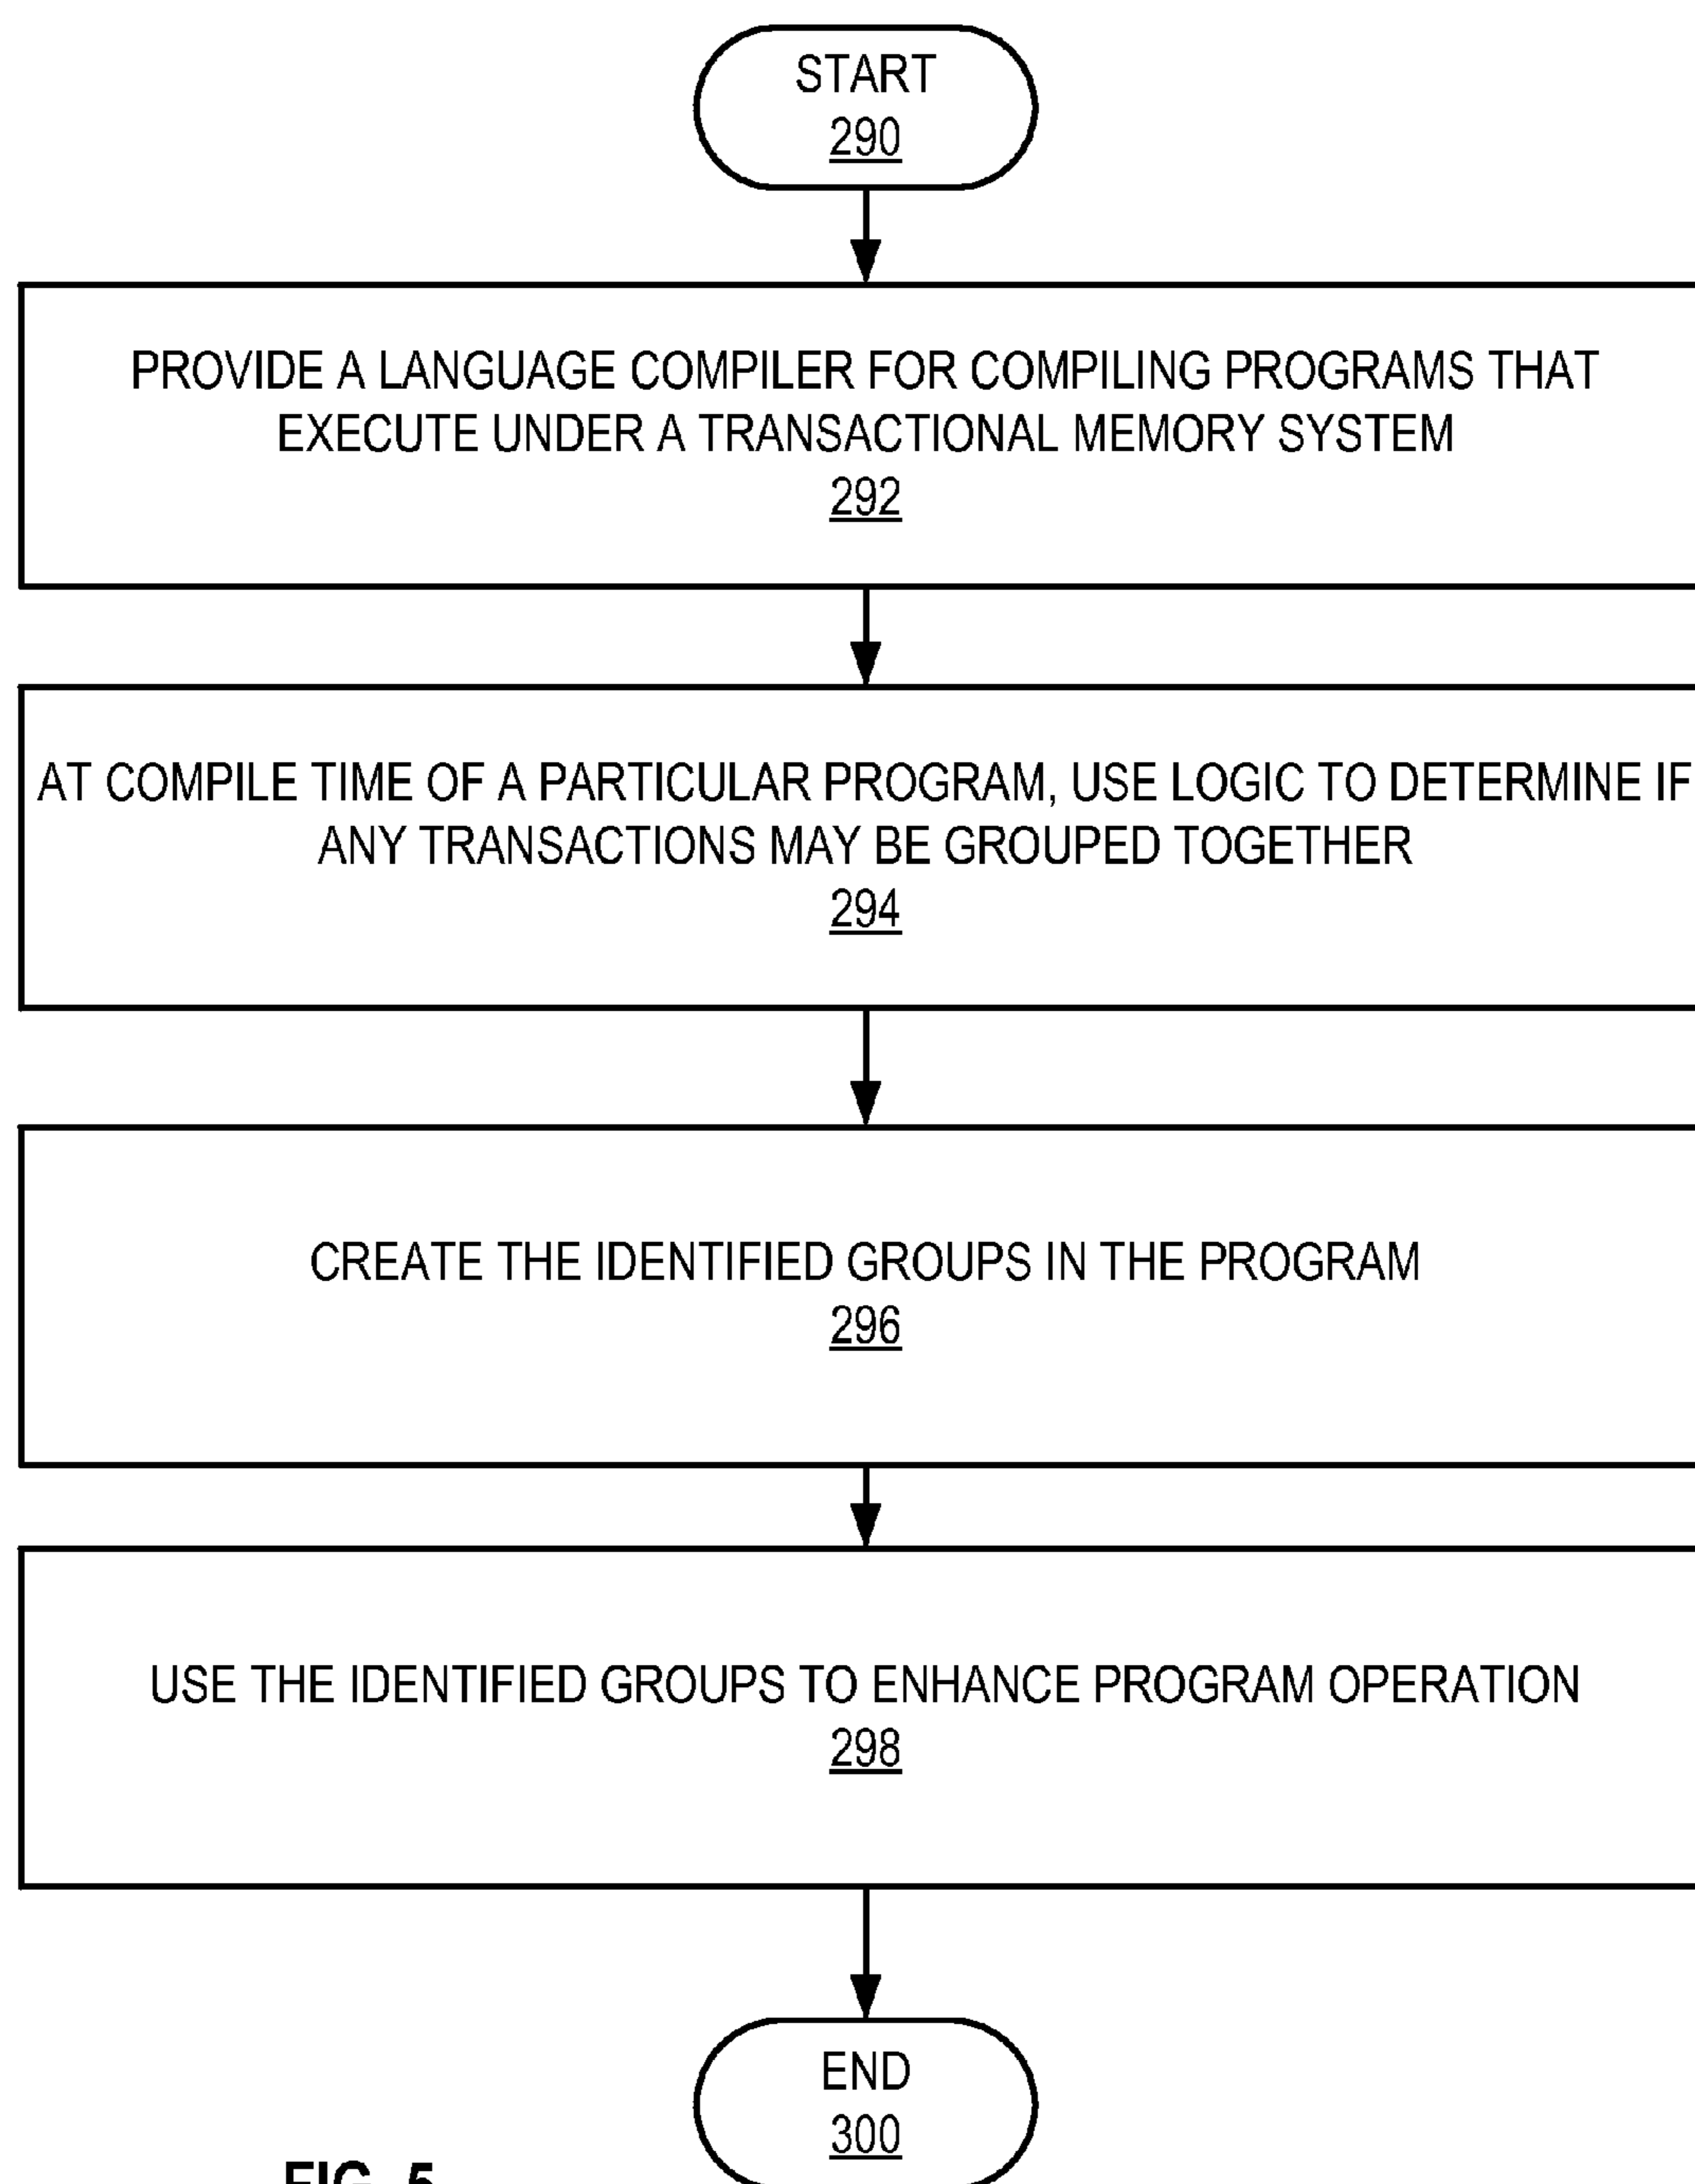 START
290
PROVIDE A LANGUAGE COMPILER FOR COMPILING PROGRAMS THAT
EXECUTE UNDER A TRANSACTIONAL MEMORY SYSTEM
292
AT COMPILE TIME OF A PARTICULAR PROGRAM, USE LOGIC TO DETERMINE IF
ANY TRANSACTIONS MAY BE GROUPED TOGETHER
294
CREATE THE IDENTIFIED GROUPS IN THE PROGRAM
296
USE THE IDENTIFIED GROUPS TO ENHANCE PROGRAM OPERATION
298
END
300
FIG. 5